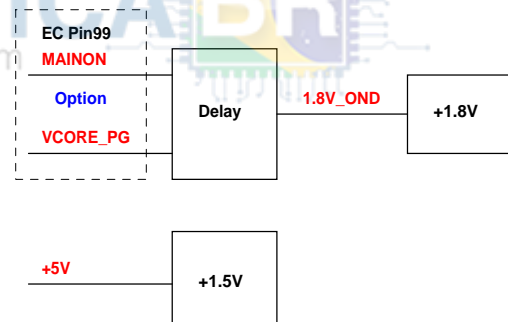 EC Pin99
MAINON
Option
VCORE_PG
Delay
1.8V_OND
+1.8V
+5V
+1.5V